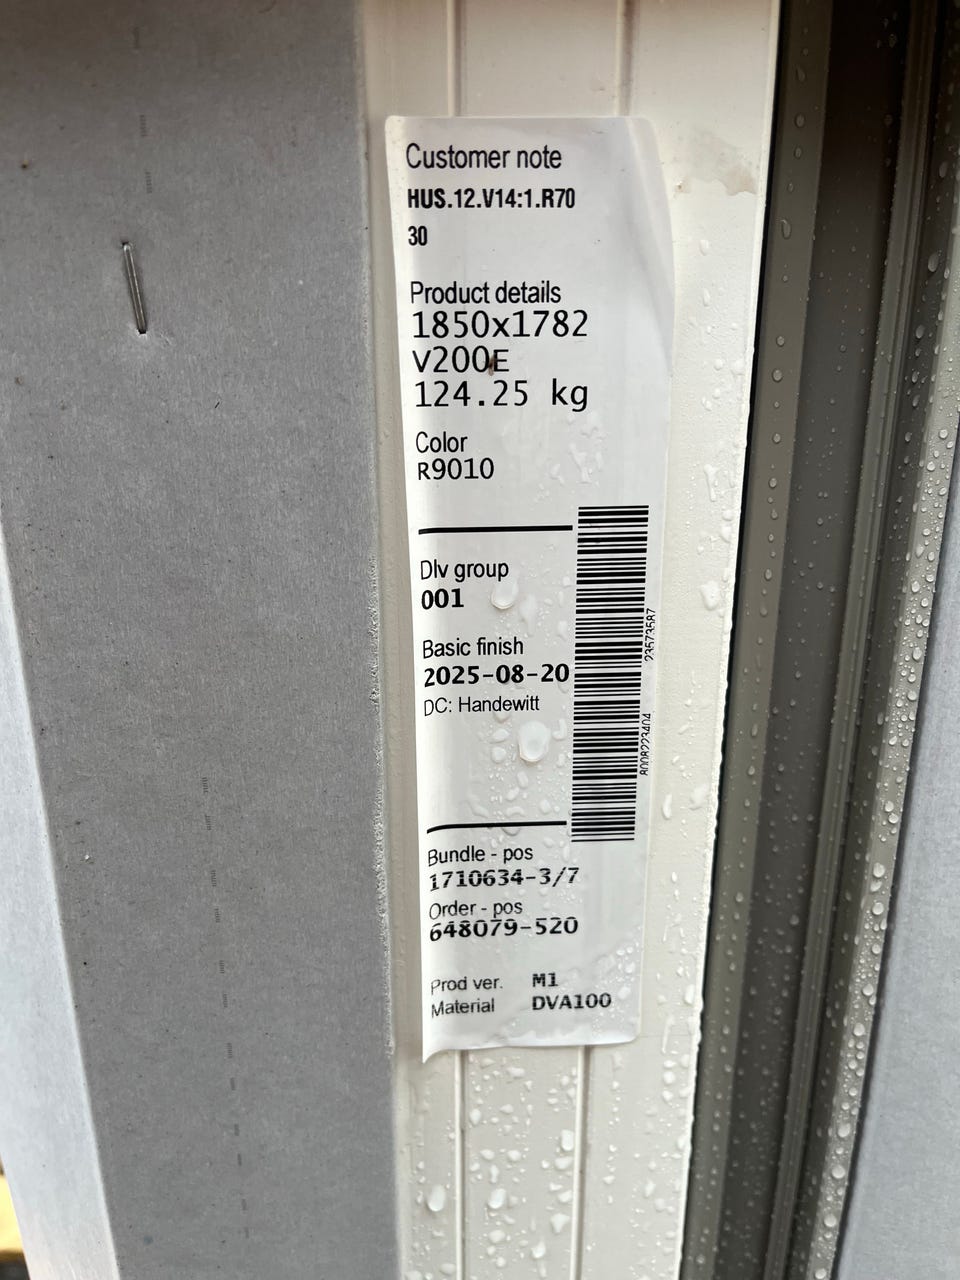 Customer note
HUS.12.V14:1.R70
30
Product details
1850x1782
V200E
124.25 kg
Color
R9010
Dlv group
001
Basic finish
2025-08-20
DC: Handewitt
23573587
8008223404
Bundle - pos
1710634-3/7
Order - pos
648079-520
Prod ver. M1
Material DVA100